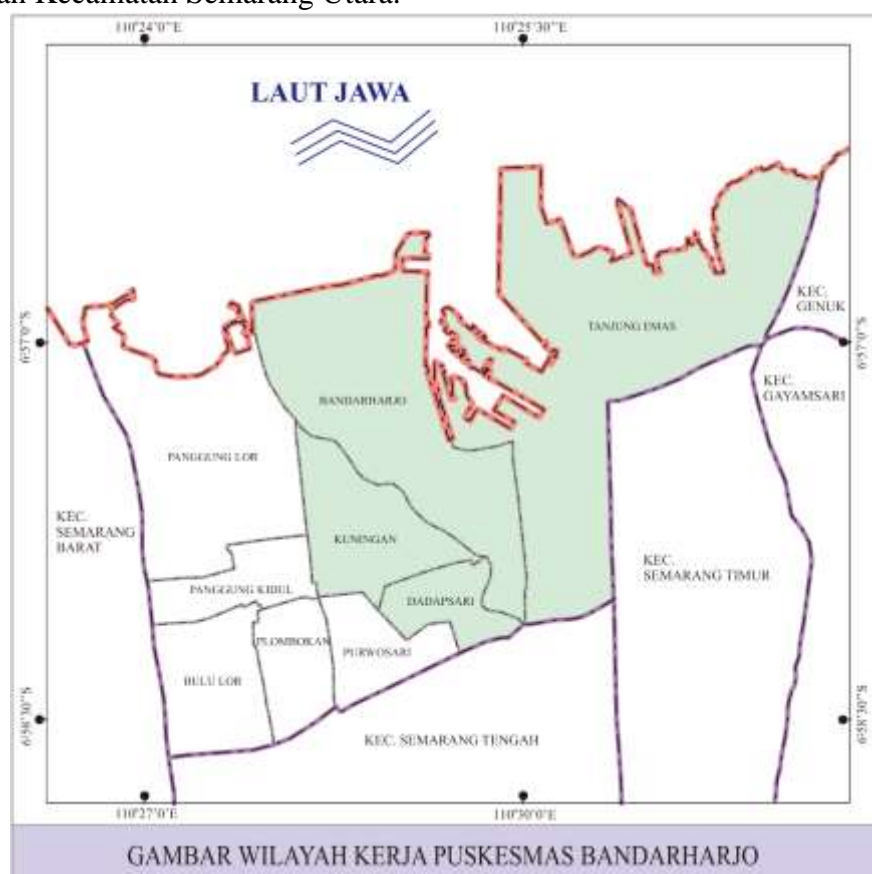 an Kecamatan Semarang Utara.
110°24'0"E
110°25'30"E
LAUT JAWA
KEC.
GENUK
TANJUNG EMAS
6°57'0"S
6°57'0"S
KEC.
GAYAMSARI
BANDARHARJO
PANGGUNG LOR
KEC.
SEMARANG
BARAT
KUNINGAN
KEC.
SEMARANG TIMUR
PANGGUNG KIDUL
DADAPSARI
PLOMBOKAN
PURWOSARI
BULU LOR
6°58'30"S
6°58'30"S
KEC. SEMARANG TENGAH
110°27'0"E
110°30'0"E
GAMBAR WILAYAH KERJA PUSKESMAS BANDARHARJO